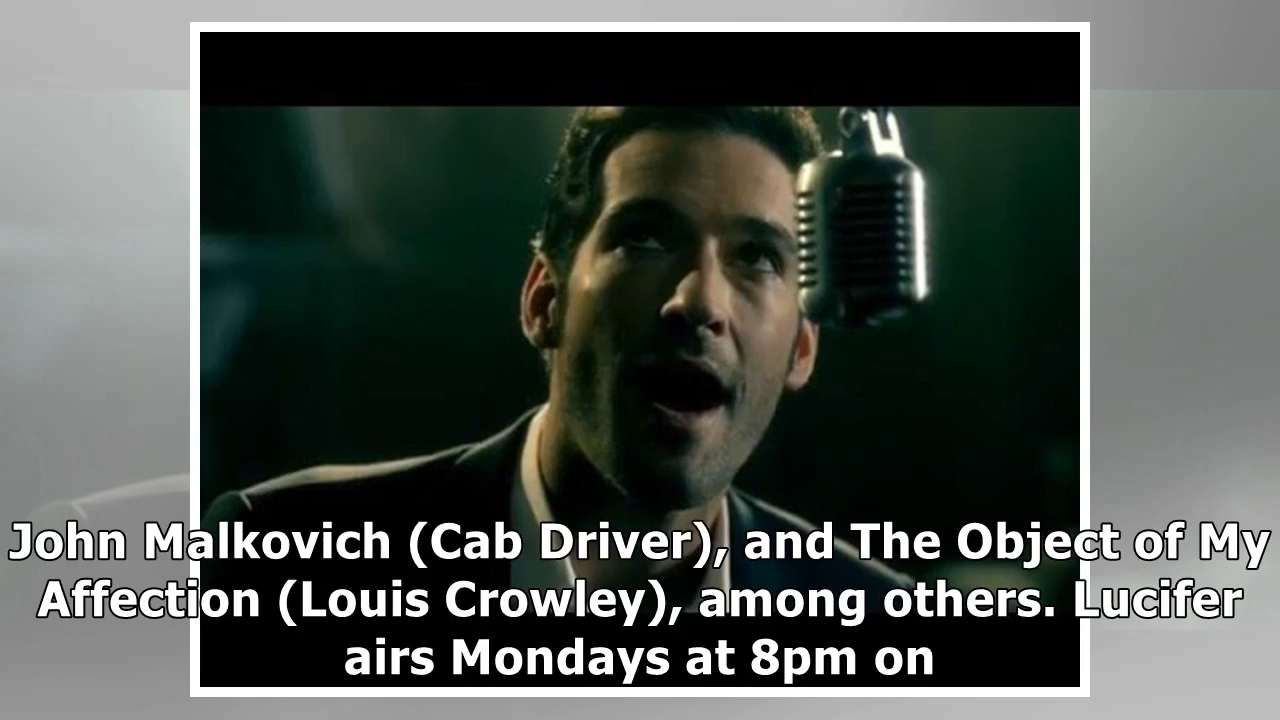 John Malkovich (Cab Driver), and The Object of My
Affection (Louis Crowley), among others. Lucifer
airs Mondays at 8pm on